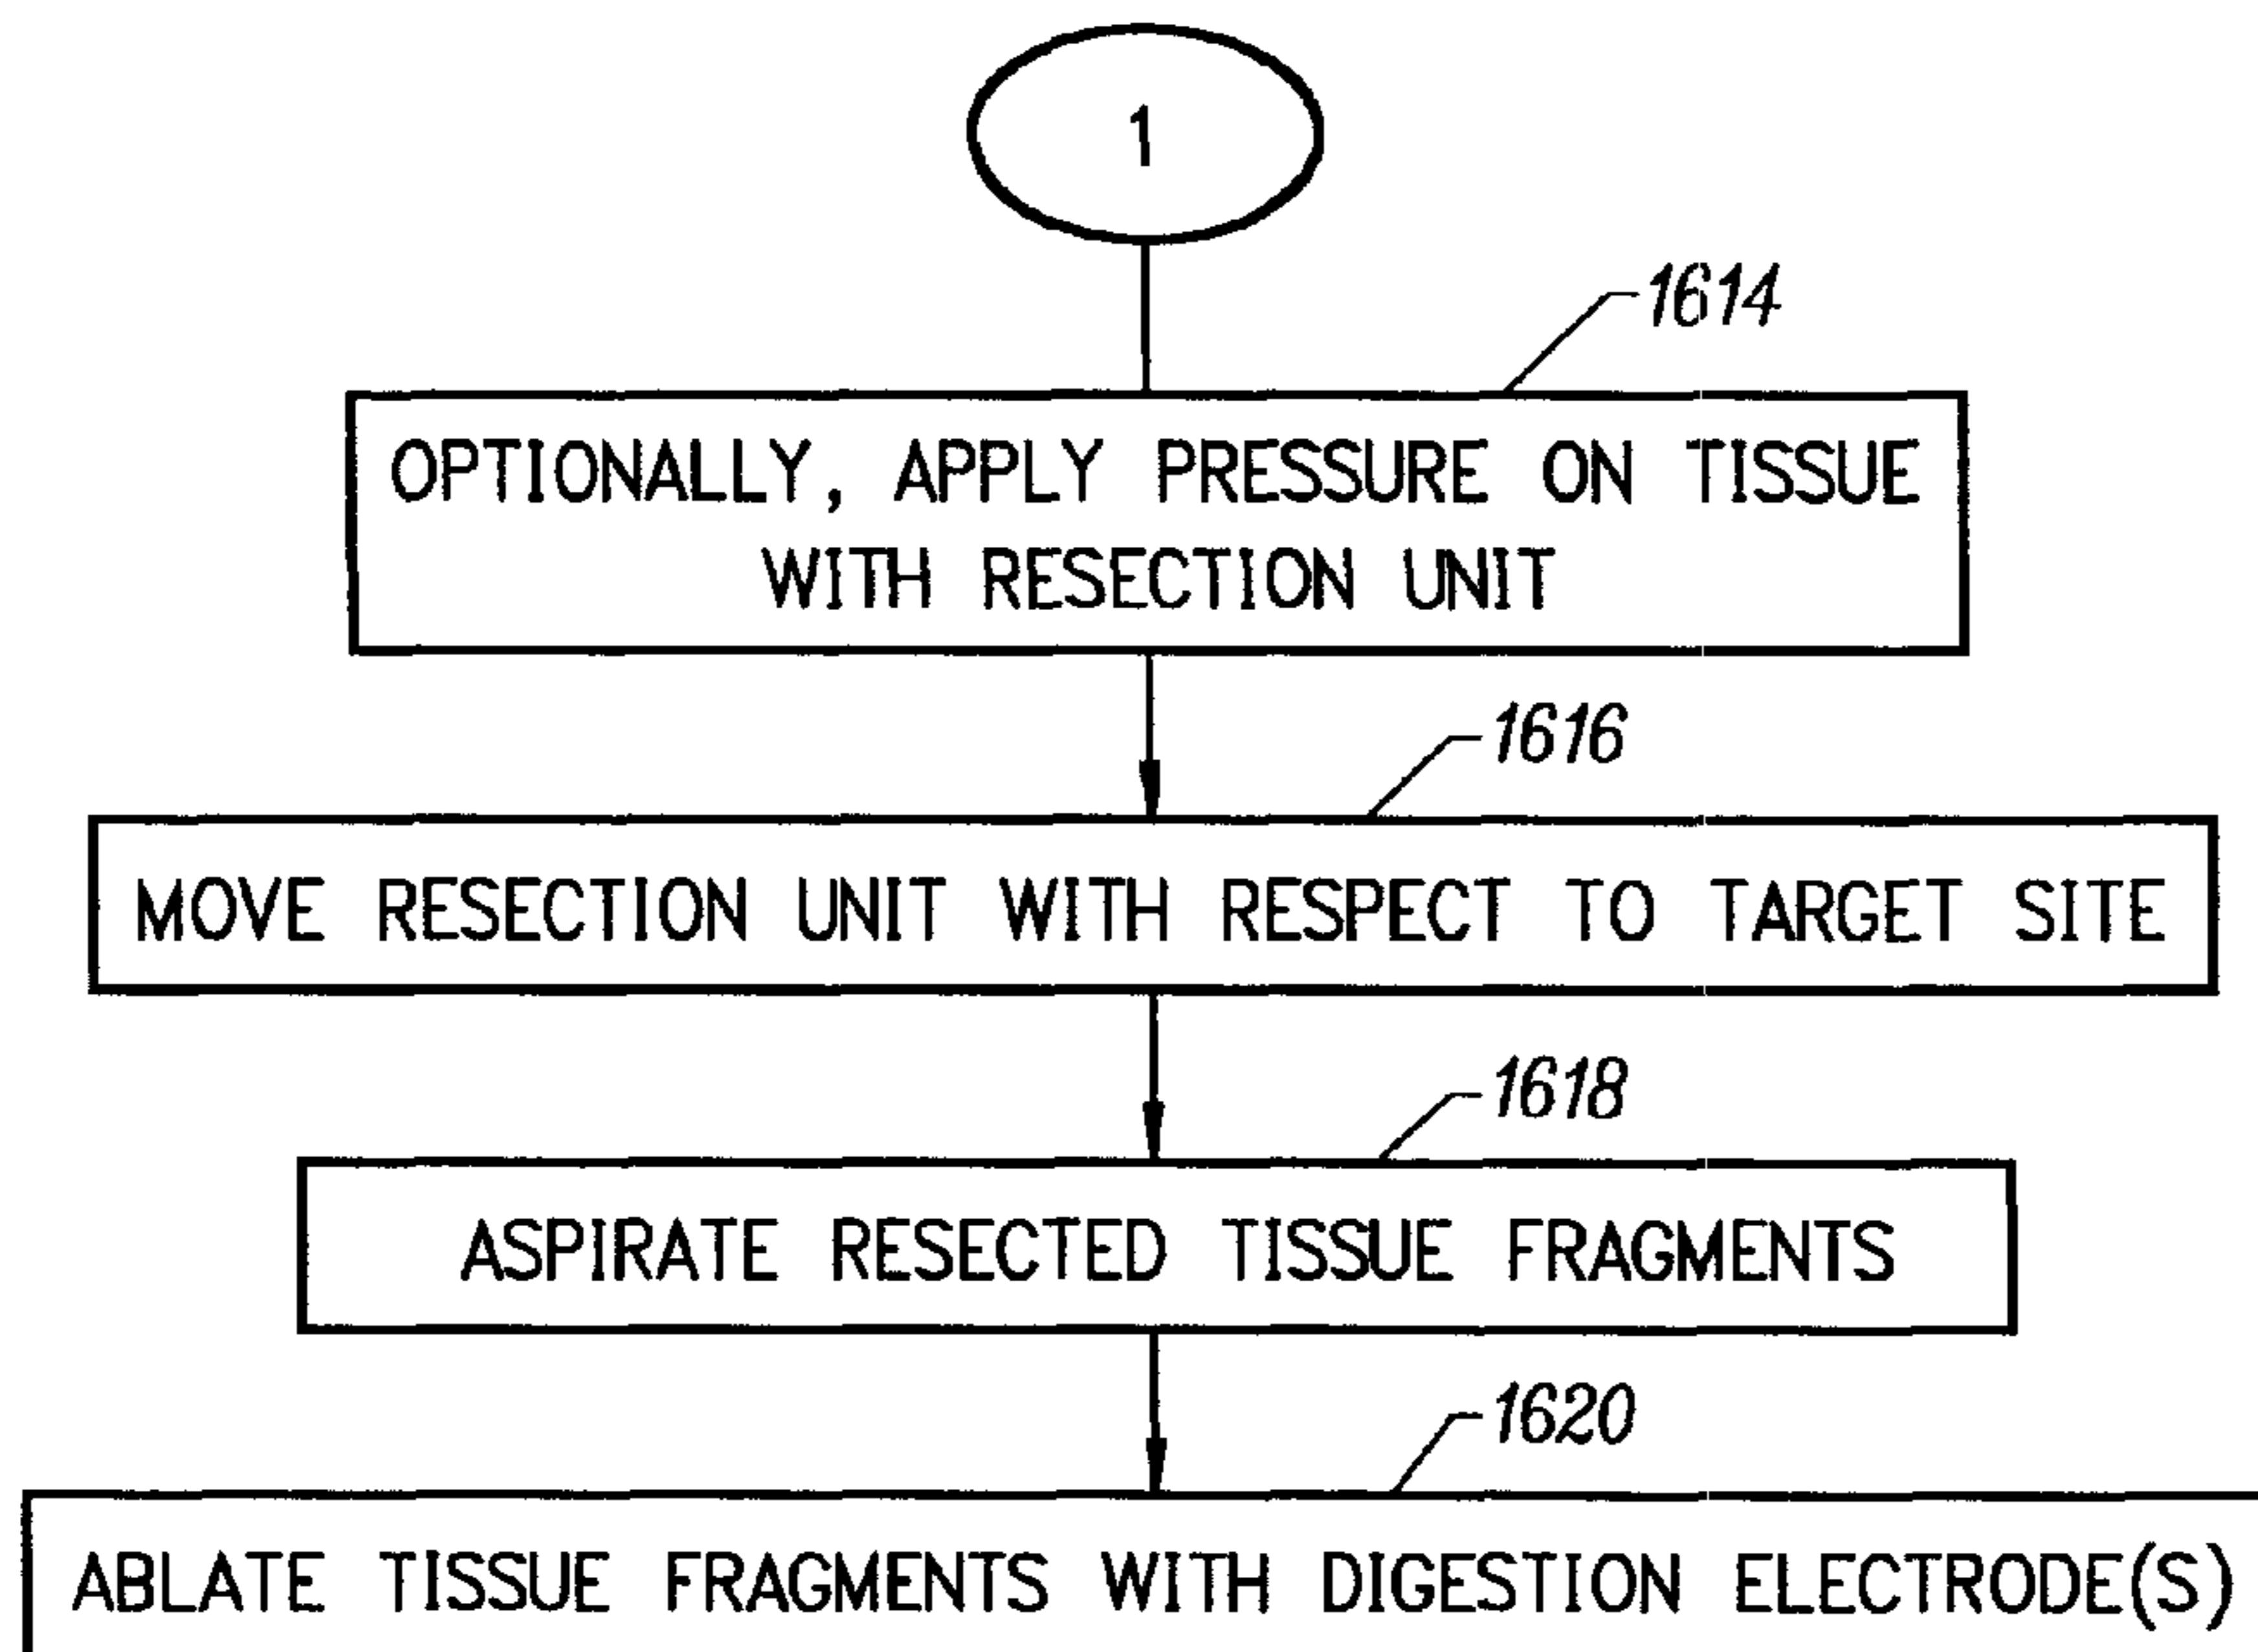 1
1614
OPTIONALLY, APPLY PRESSURE ON TISSUE
WITH RESECTION UNIT
1616
MOVE RESECTION UNIT WITH RESPECT TO TARGET SITE
1618
ASPIRATE RESECTED TISSUE FRAGMENTS
1620
ABLATE TISSUE FRAGMENTS WITH DIGESTION ELECTRODE(S)